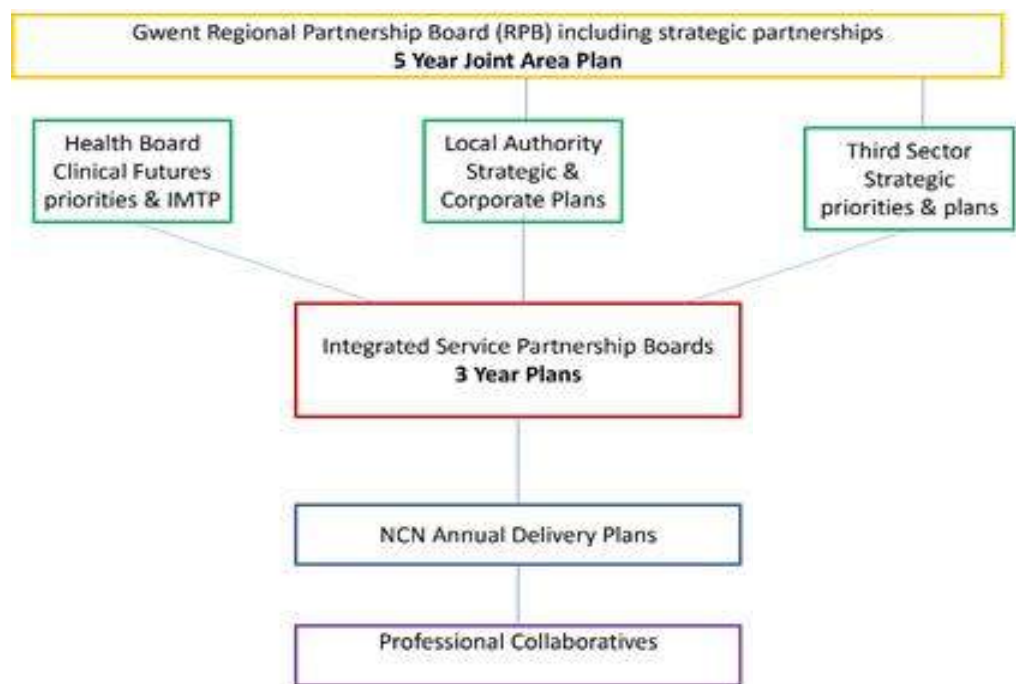 Gwent Regional Partnership Board (RPB) including strategic partnerships
5 Year Joint Area Plan
Health Board
Clinical Futures
priorities & IMTP
Local Authority
Strategic &
Corporate Plans
Third Sector
Strategic
priorities & plans
Integrated Service Partnership Boards
3 Year Plans
NCN Annual Delivery Plans
Professional Collaboratives